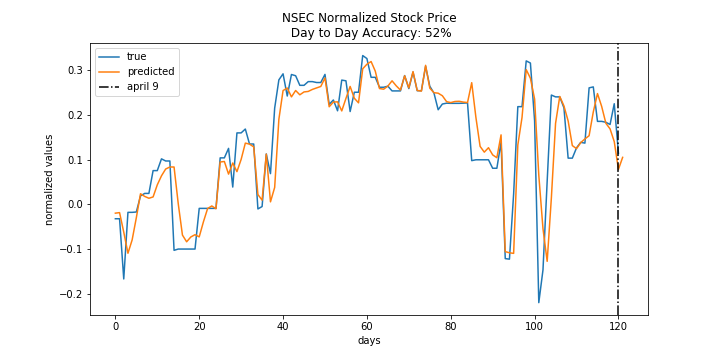 NSEC Normalized Stock Price
Day to Day Accuracy: 52%
true
predicted
april 9
normalized values
0.3
0.2
0.1
0.0
−0.1
−0.2
0
20
40
60
80
100
120
days